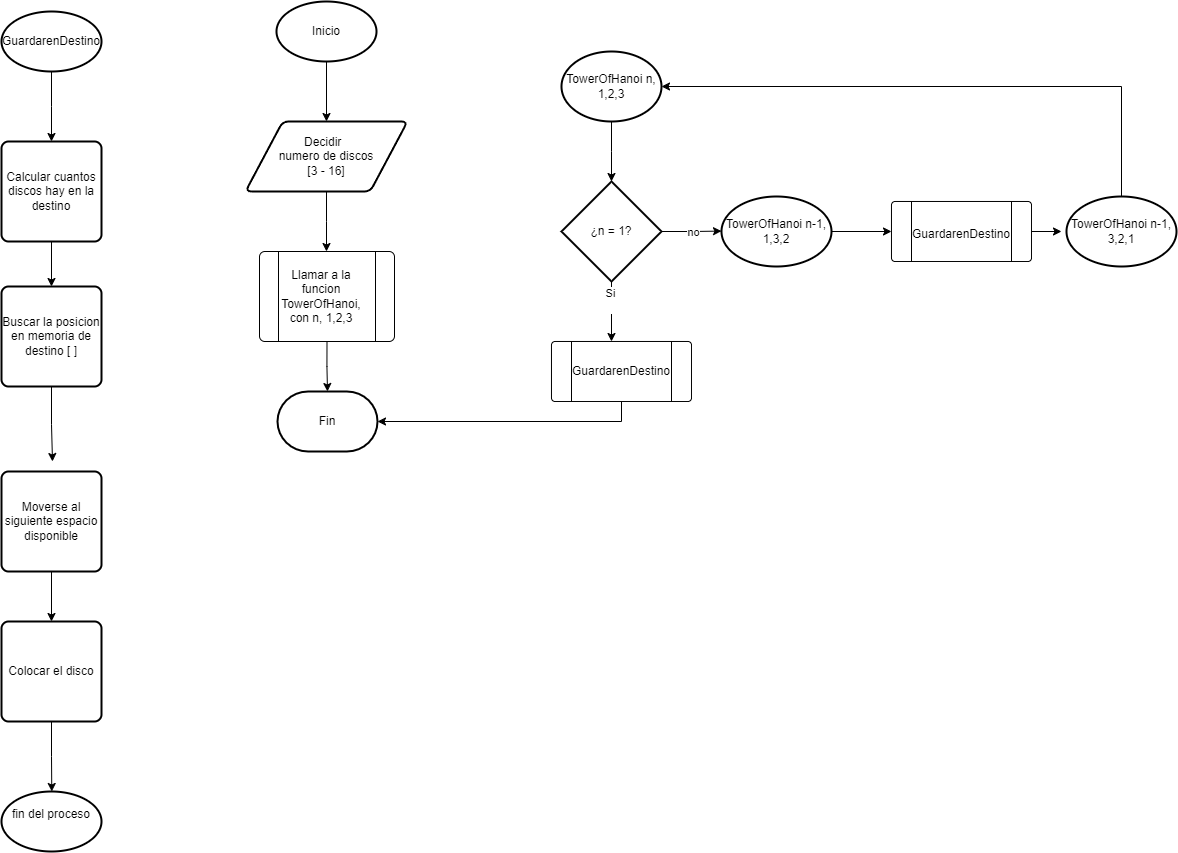 GuardarenDestino
Calcular cuantos
discos hay en la
destino
Buscar la posicion
en memoria de
destino [ ]
Moverse al
siguiente espacio
disponible
Colocar el disco
fin del proceso
Inicio
Decidir
numero de discos
[3 - 16]
Llamar a la
funcion
TowerOfHanoi,
con n, 1,2,3
Fin
TowerOfHanoi n,
1,2,3
¿n = 1?
no
Si
GuardarenDestino
TowerOfHanoi n-1,
1,3,2
GuardarenDestino
TowerOfHanoi n-1,
3,2,1